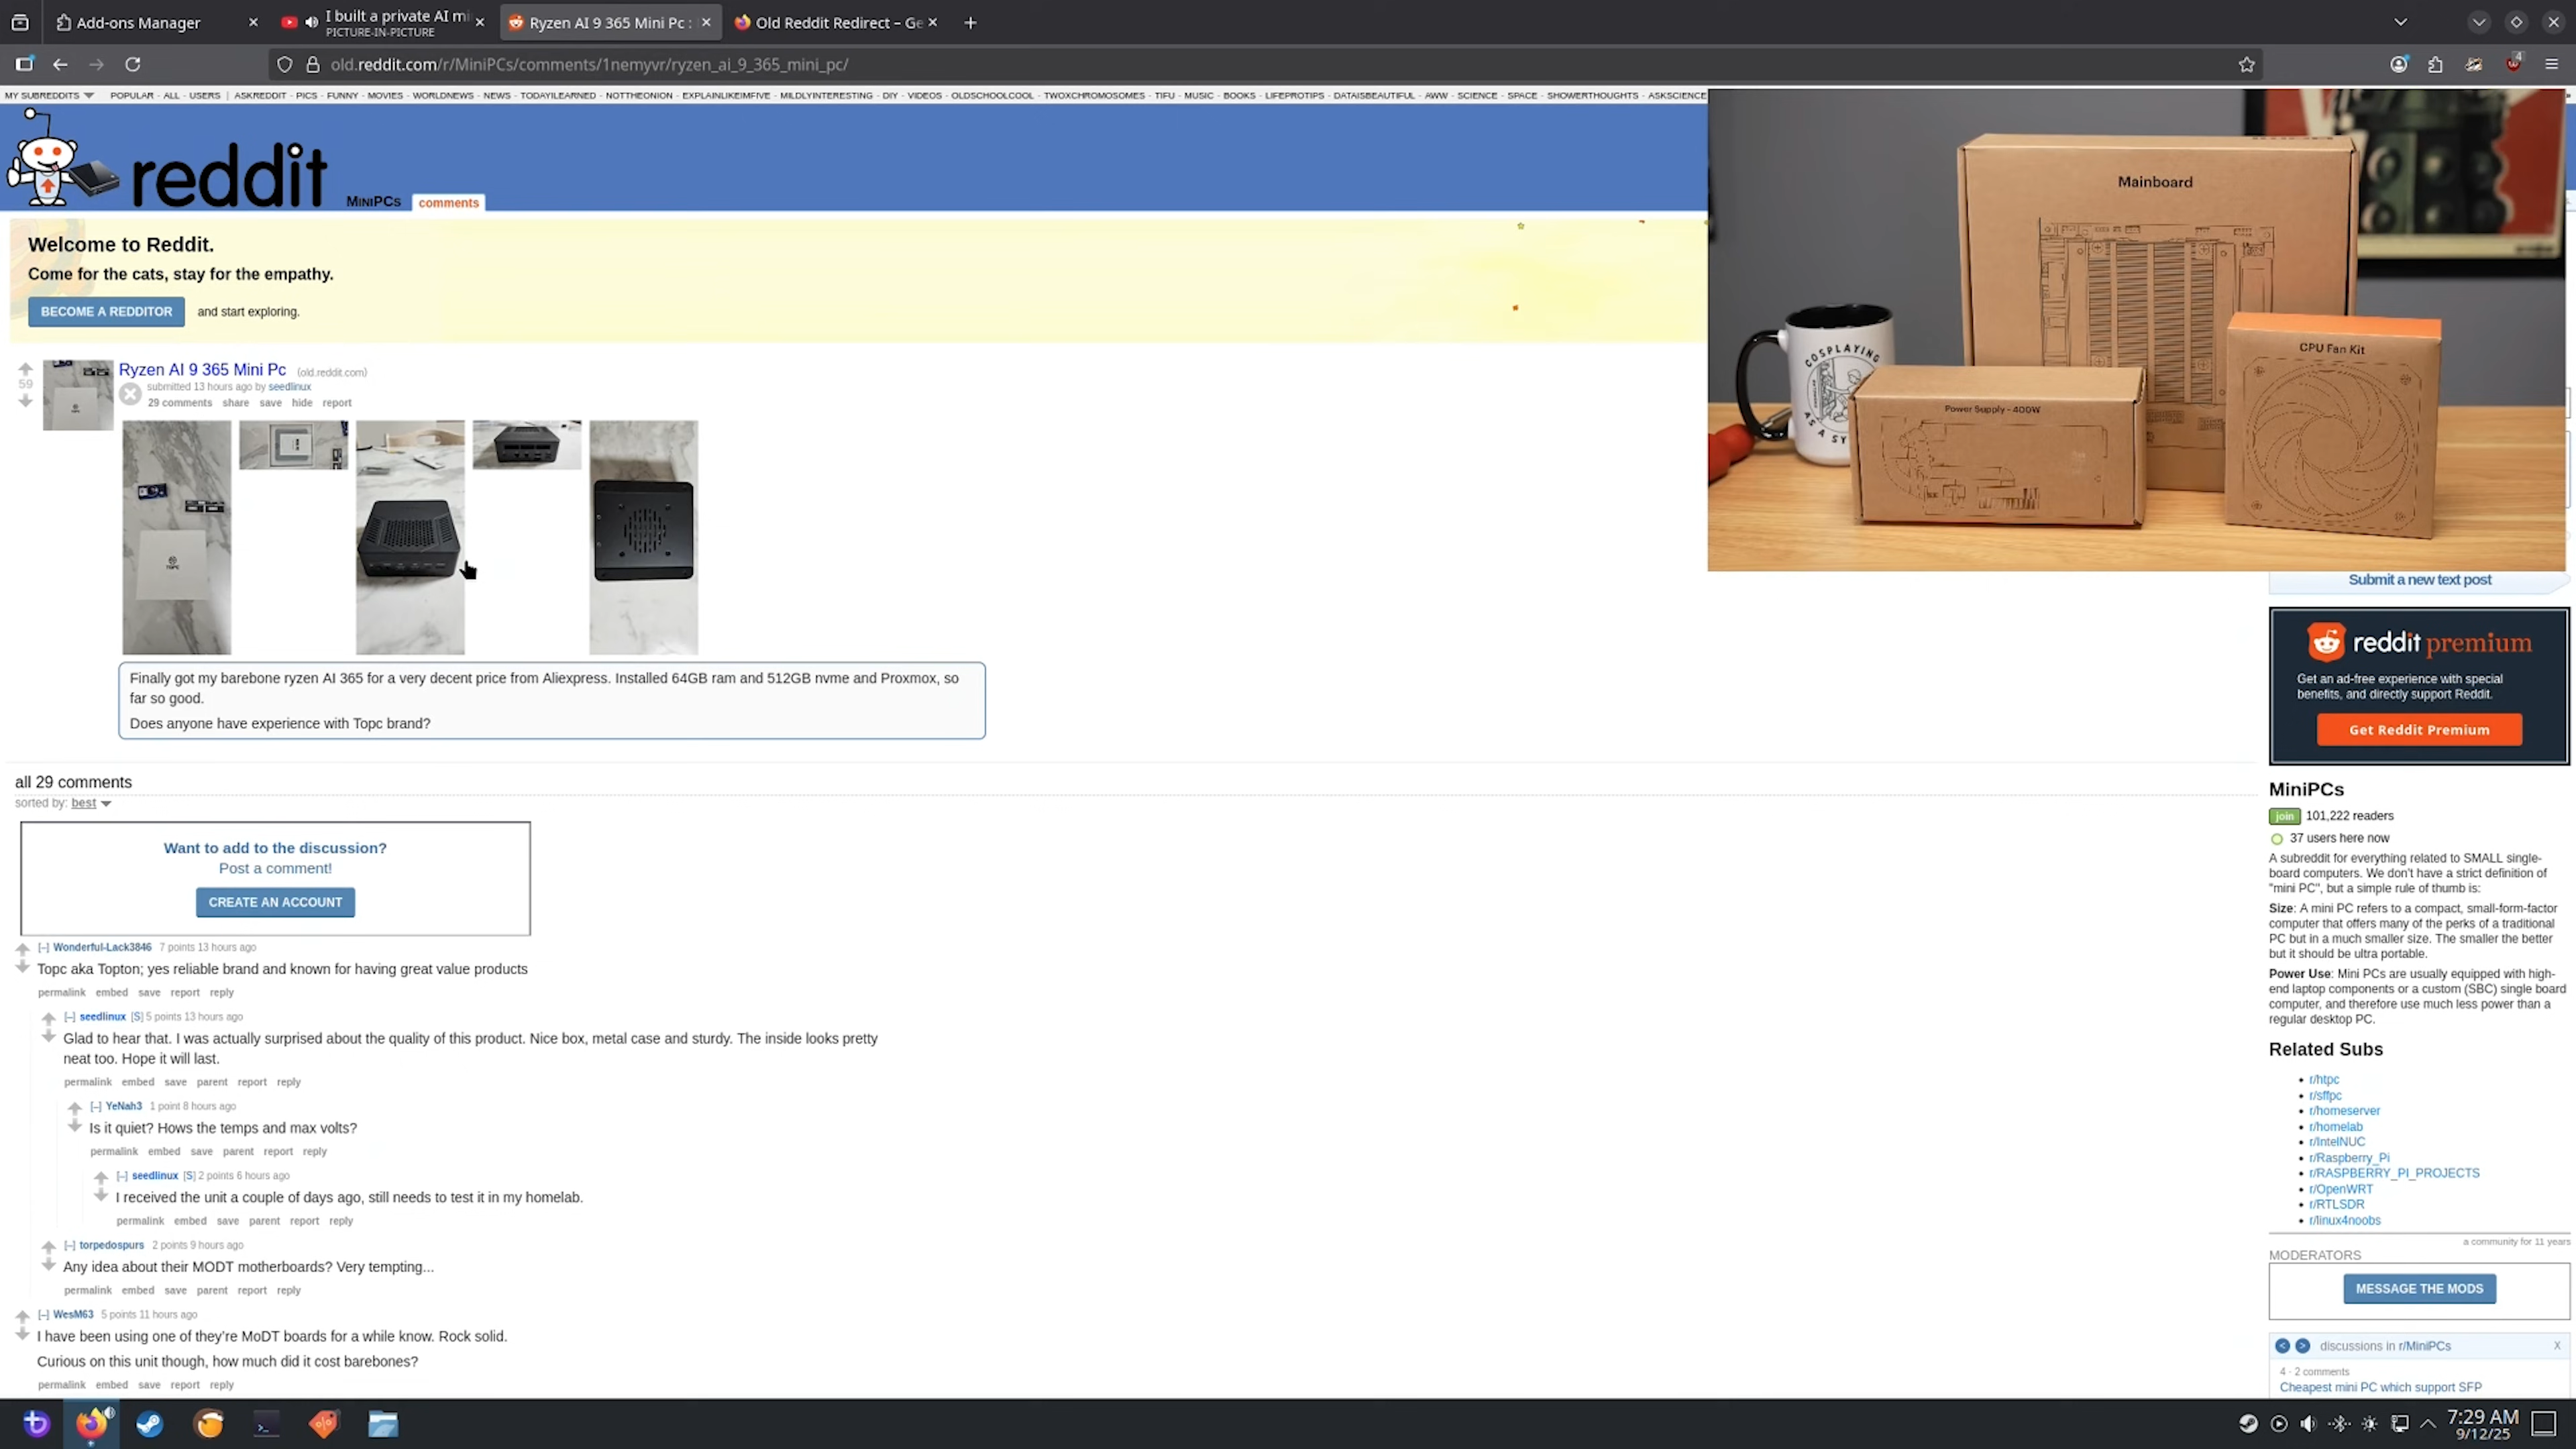 Add-ons Manager
I built a private AI mi
PICTURE-IN-PICTURE
Ryzen AI 9 365 Mini Pc :
Old Reddit Redirect – Ge
old.reddit.com/r/MiniPCs/comments/1nemyvr/ryzen_ai_9_365_mini_pc/
4
MY SUBREDDITS POPULAR - ALL - USERS | ASKREDDIT - PICS - FUNNY - MOVIES - WORLDNEWS - NEWS - TODAYILEARNED - NOTTHEONION - EXPLAINLIKEIMFIVE - MILDLYINTERESTING - DIY - VIDEOS - OLDSCHOOLCOOL - TWOXCHROMOSOMES - TIFU - MUSIC - BOOKS - LIFEPROTIPS - DATAISBEAUTIFUL - AWW - SCIENCE - SPACE - SHOWERTHOUGHTS - ASKSCIENCE
reddit MINIPCS comments
Mainboard
CPU Fan Kit
Power Supply - 400W
COSPLAYING
AS A SY
Welcome to Reddit.
Come for the cats, stay for the empathy.
BECOME A REDDITOR and start exploring.
59
Ryzen AI 9 365 Mini Pc (old.reddit.com)
submitted 13 hours ago by seedlinux
29 comments share save hide report
TOPC
Finally got my barebone ryzen AI 365 for a very decent price from Aliexpress. Installed 64GB ram and 512GB nvme and Proxmox, so
far so good.
Does anyone have experience with Topc brand?
all 29 comments
sorted by: best
Want to add to the discussion?
Post a comment!
CREATE AN ACCOUNT
[–] Wonderful-Lack3846 7 points 13 hours ago
Topc aka Topton; yes reliable brand and known for having great value products
permalink embed save report reply
[–] seedlinux [S] 5 points 13 hours ago
Glad to hear that. I was actually surprised about the quality of this product. Nice box, metal case and sturdy. The inside looks pretty
neat too. Hope it will last.
permalink embed save parent report reply
[–] YeNah3 1 point 8 hours ago
Is it quiet? Hows the temps and max volts?
permalink embed save parent report reply
[–] seedlinux [S] 2 points 6 hours ago
I received the unit a couple of days ago, still needs to test it in my homelab.
permalink embed save parent report reply
[–] torpedospurs 2 points 9 hours ago
Any idea about their MODT motherboards? Very tempting...
permalink embed save parent report reply
[–] WesM63 5 points 11 hours ago
I have been using one of they're MoDT boards for a while know. Rock solid.
Curious on this unit though, how much did it cost barebones?
permalink embed save report reply
Submit a new text post
reddit premium
Get an ad-free experience with special
benefits, and directly support Reddit.
Get Reddit Premium
MiniPCs
join 101,222 readers
37 users here now
A subreddit for everything related to SMALL single-
board computers. We don't have a strict definition of
"mini PC", but a simple rule of thumb is:
Size: A mini PC refers to a compact, small-form-factor
computer that offers many of the perks of a traditional
PC but in a much smaller size. The smaller the better
but it should be ultra portable.
Power Use: Mini PCs are usually equipped with high-
end laptop components or a custom (SBC) single board
computer, and therefore use much less power than a
regular desktop PC.
Related Subs
r/htpc
r/sffpc
r/homeserver
r/homelab
r/IntelNUC
r/Raspberry_Pi
r/RASPBERRY_PI_PROJECTS
r/OpenWRT
r/RTLSDR
r/linux4noobs
a community for 11 years
MODERATORS
MESSAGE THE MODS
< > discussions in r/MiniPCs X
4 · 2 comments
Cheapest mini PC which support SFP
7:29 AM
9/12/25